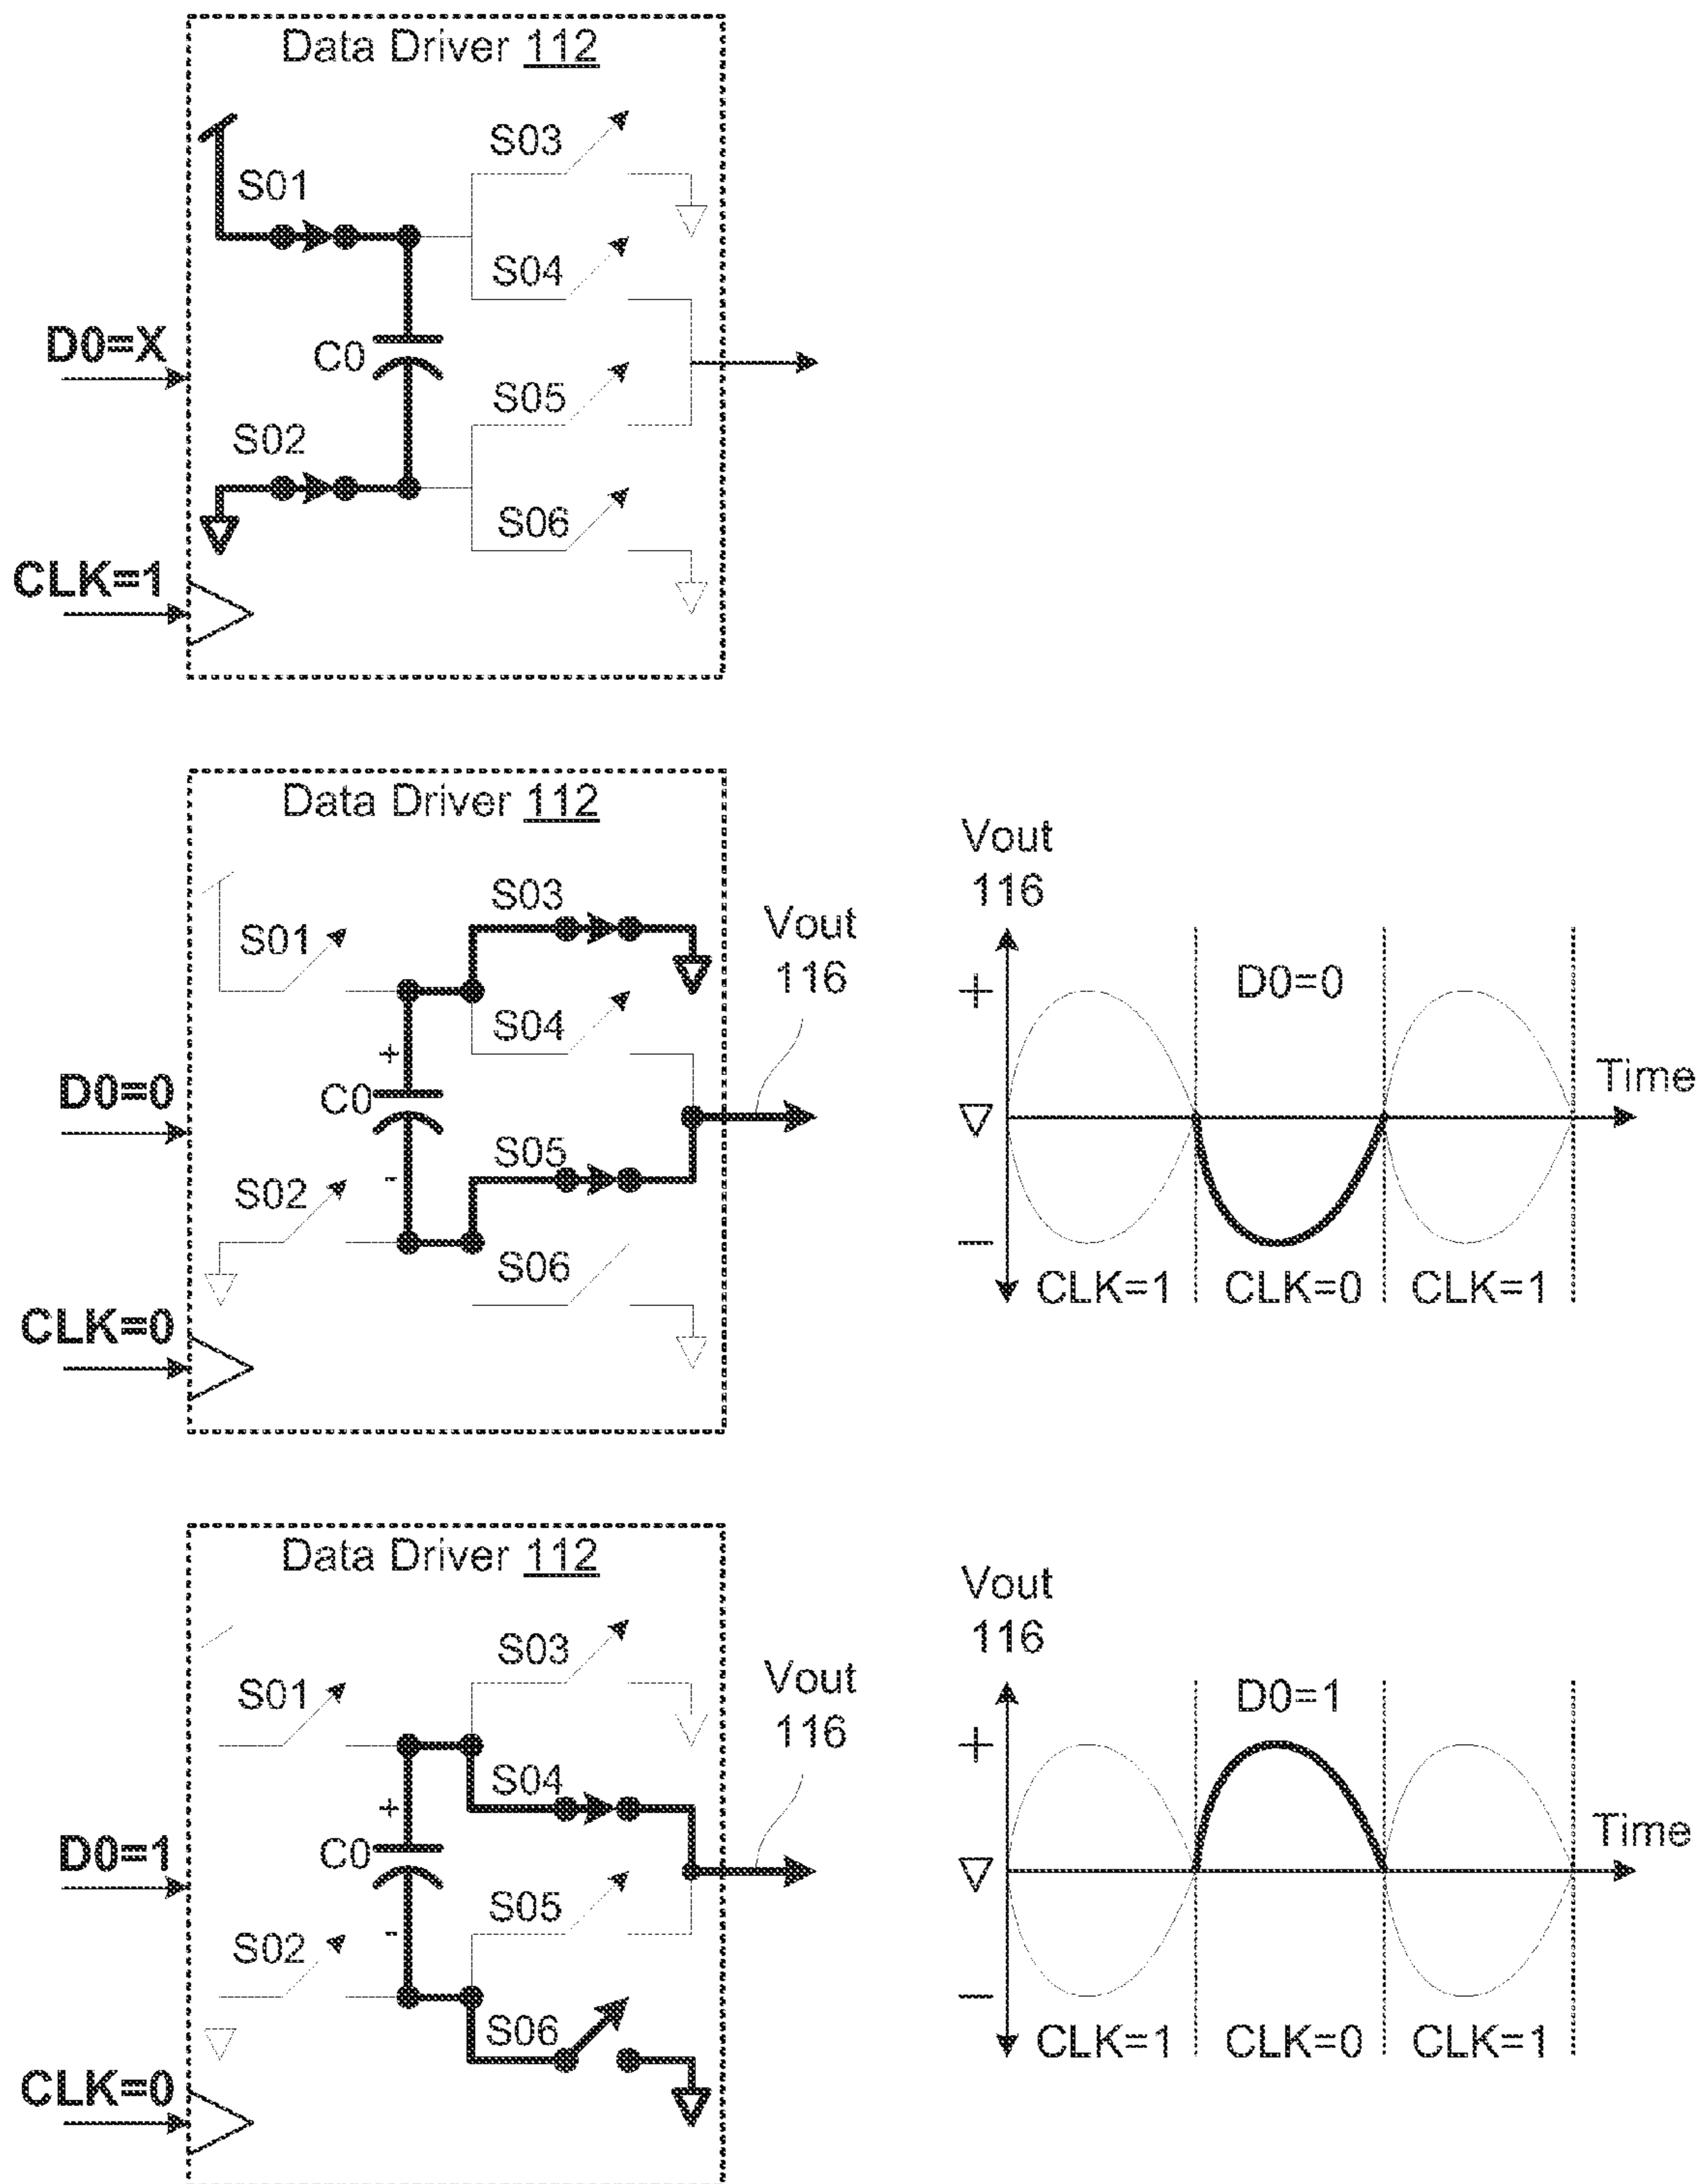 Data Driver 112
S01
S03
S04
D0=X
C0
S05
S02
S06
CLK=1
Data Driver 112
S03
S01
S04
+
D0=0
C0
S05
-
S02
S06
CLK=0
Vout
116
Vout
116
+
D0=0
Time
−
CLK=1
CLK=0
CLK=1
Data Driver 112
S03
S01
S04
+
D0=1
C0
S05
-
S02
S06
CLK=0
Vout
116
Vout
116
+
D0=1
Time
−
CLK=1
CLK=0
CLK=1